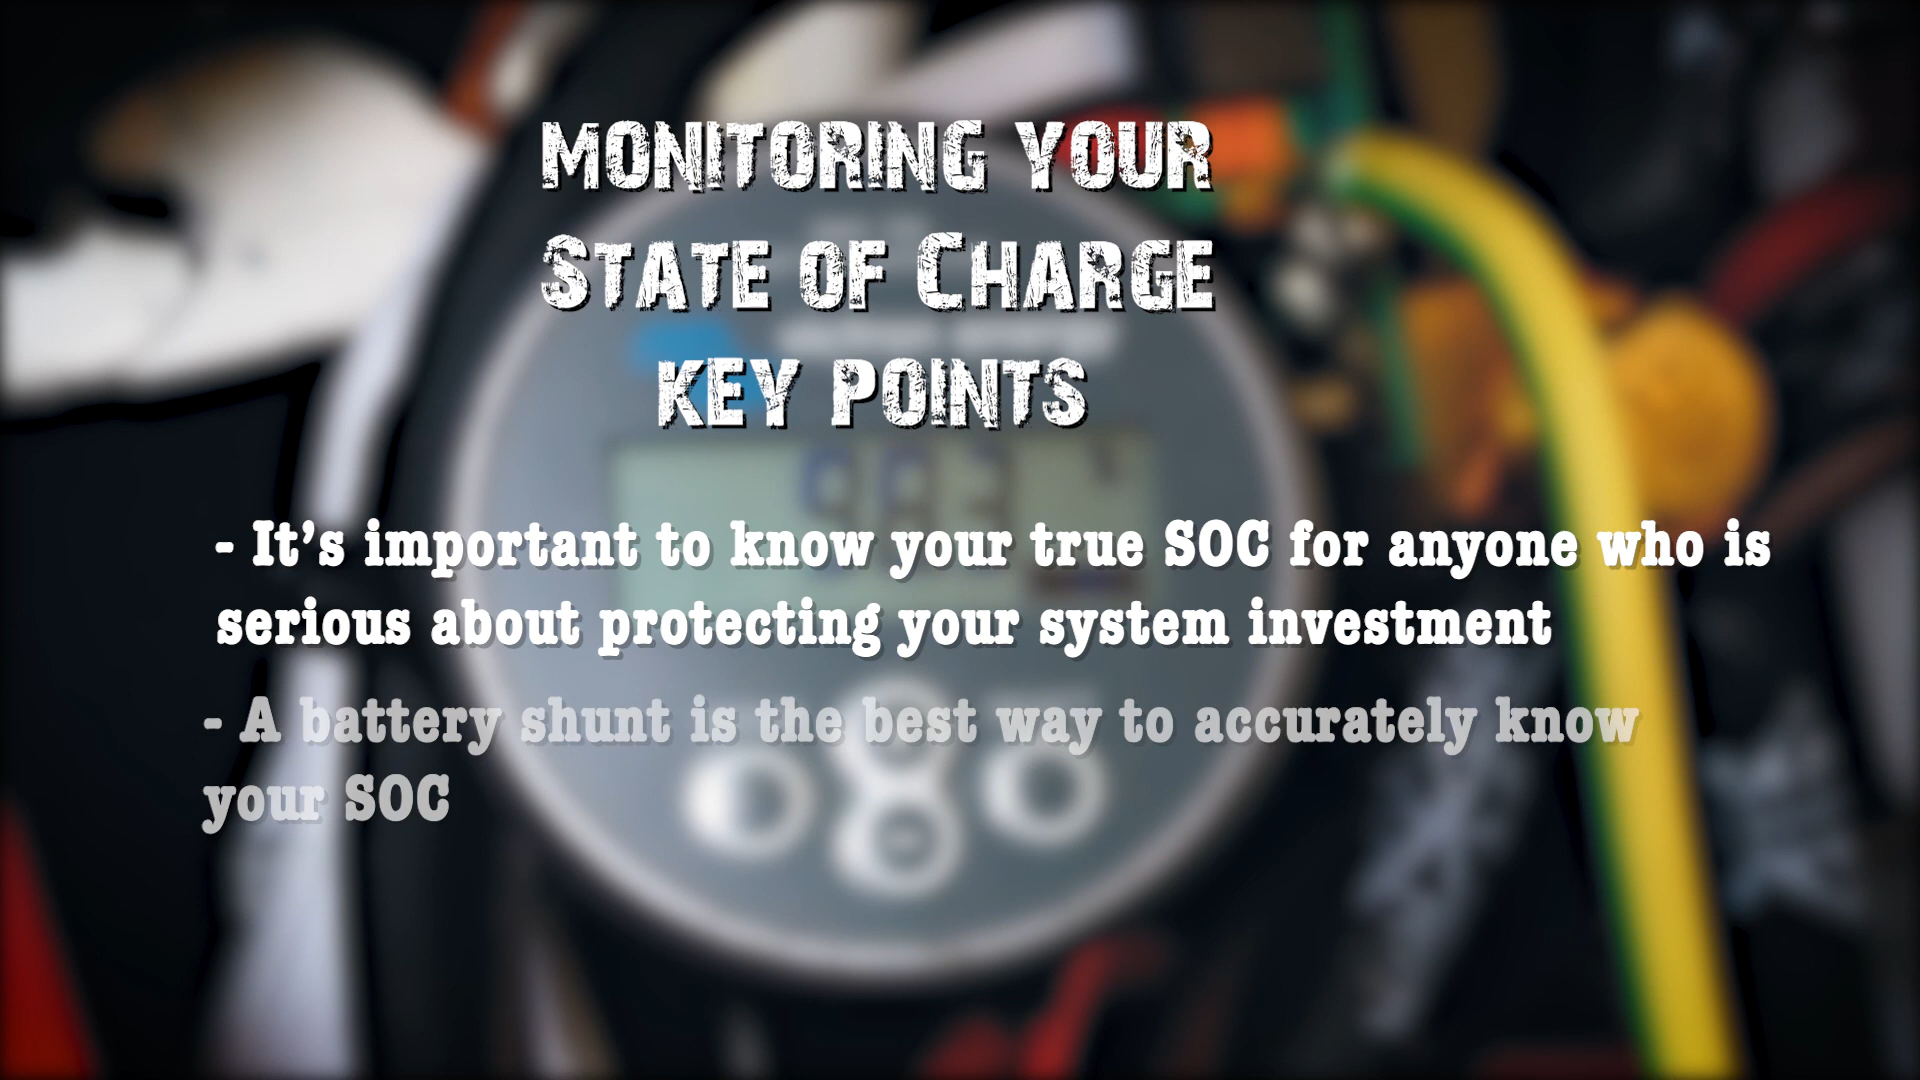 MONITORING YOUR
STATE OF CHARGE
KEY POINTS
- It's important to know your true SOC for anyone who is
serious about protecting your system investment
- A battery shunt is the best way to accurately know
your SOC